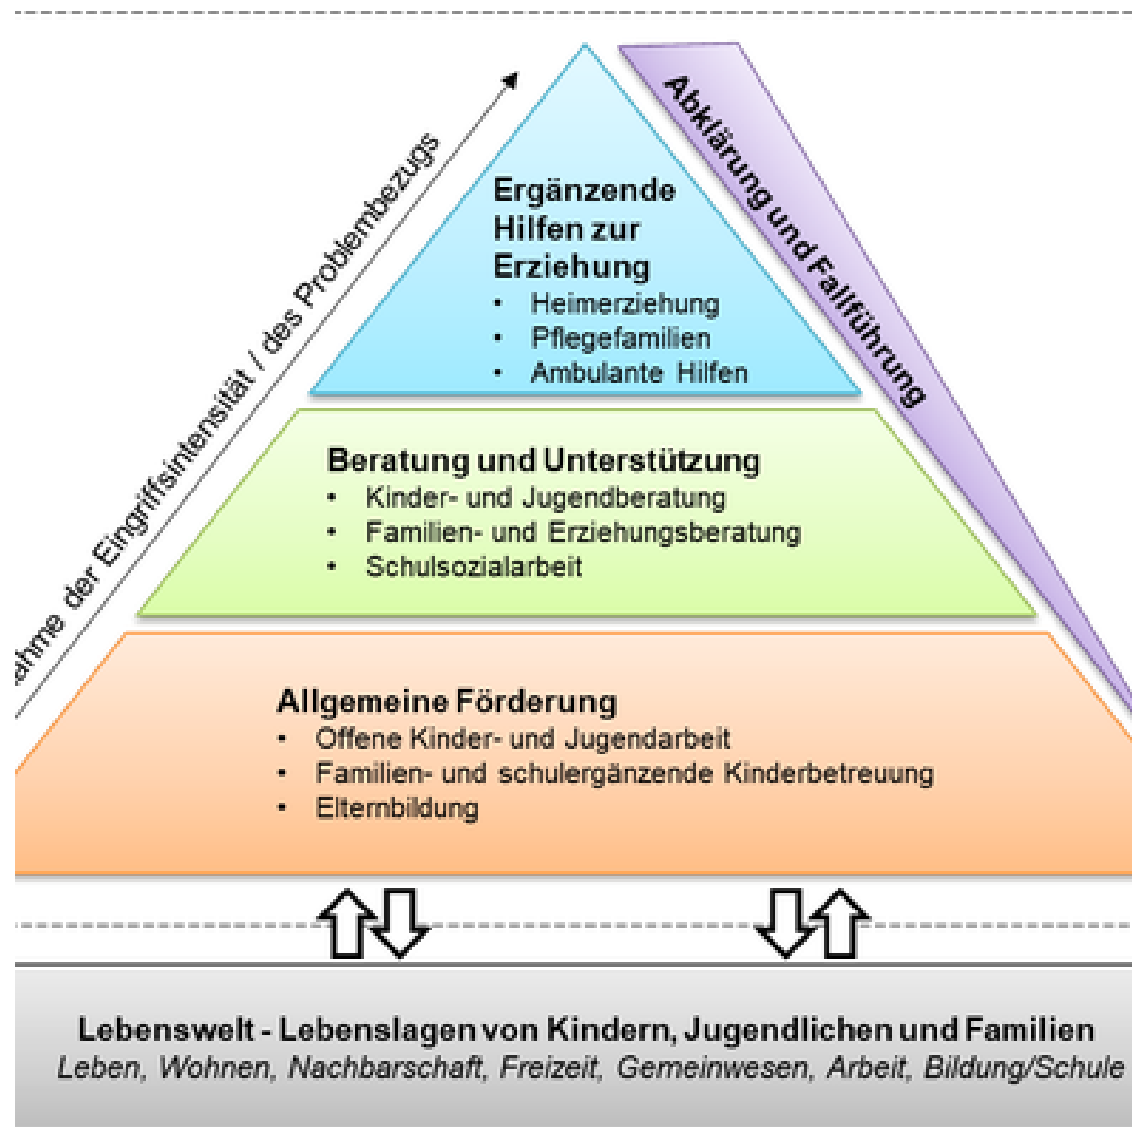 Abklärung und Fallführung
der Eingriffsintensität / des Problembezugs
Ergänzende
Hilfen zur
Erziehung
• Heimerziehung
• Pflegefamilien
• Ambulante Hilfen
Beratung und Unterstützung
• Kinder- und Jugendberatung
• Familien- und Erziehungsberatung
• Schulsozialarbeit
Allgemeine Förderung
• Offene Kinder- und Jugendarbeit
• Familien- und schulergänzende Kinderbetreuung
• Elternbildung
Lebenswelt - Lebenslagen von Kindern, Jugendlichen und Familien
Leben, Wohnen, Nachbarschaft, Freizeit, Gemeinwesen, Arbeit, Bildung/Schule